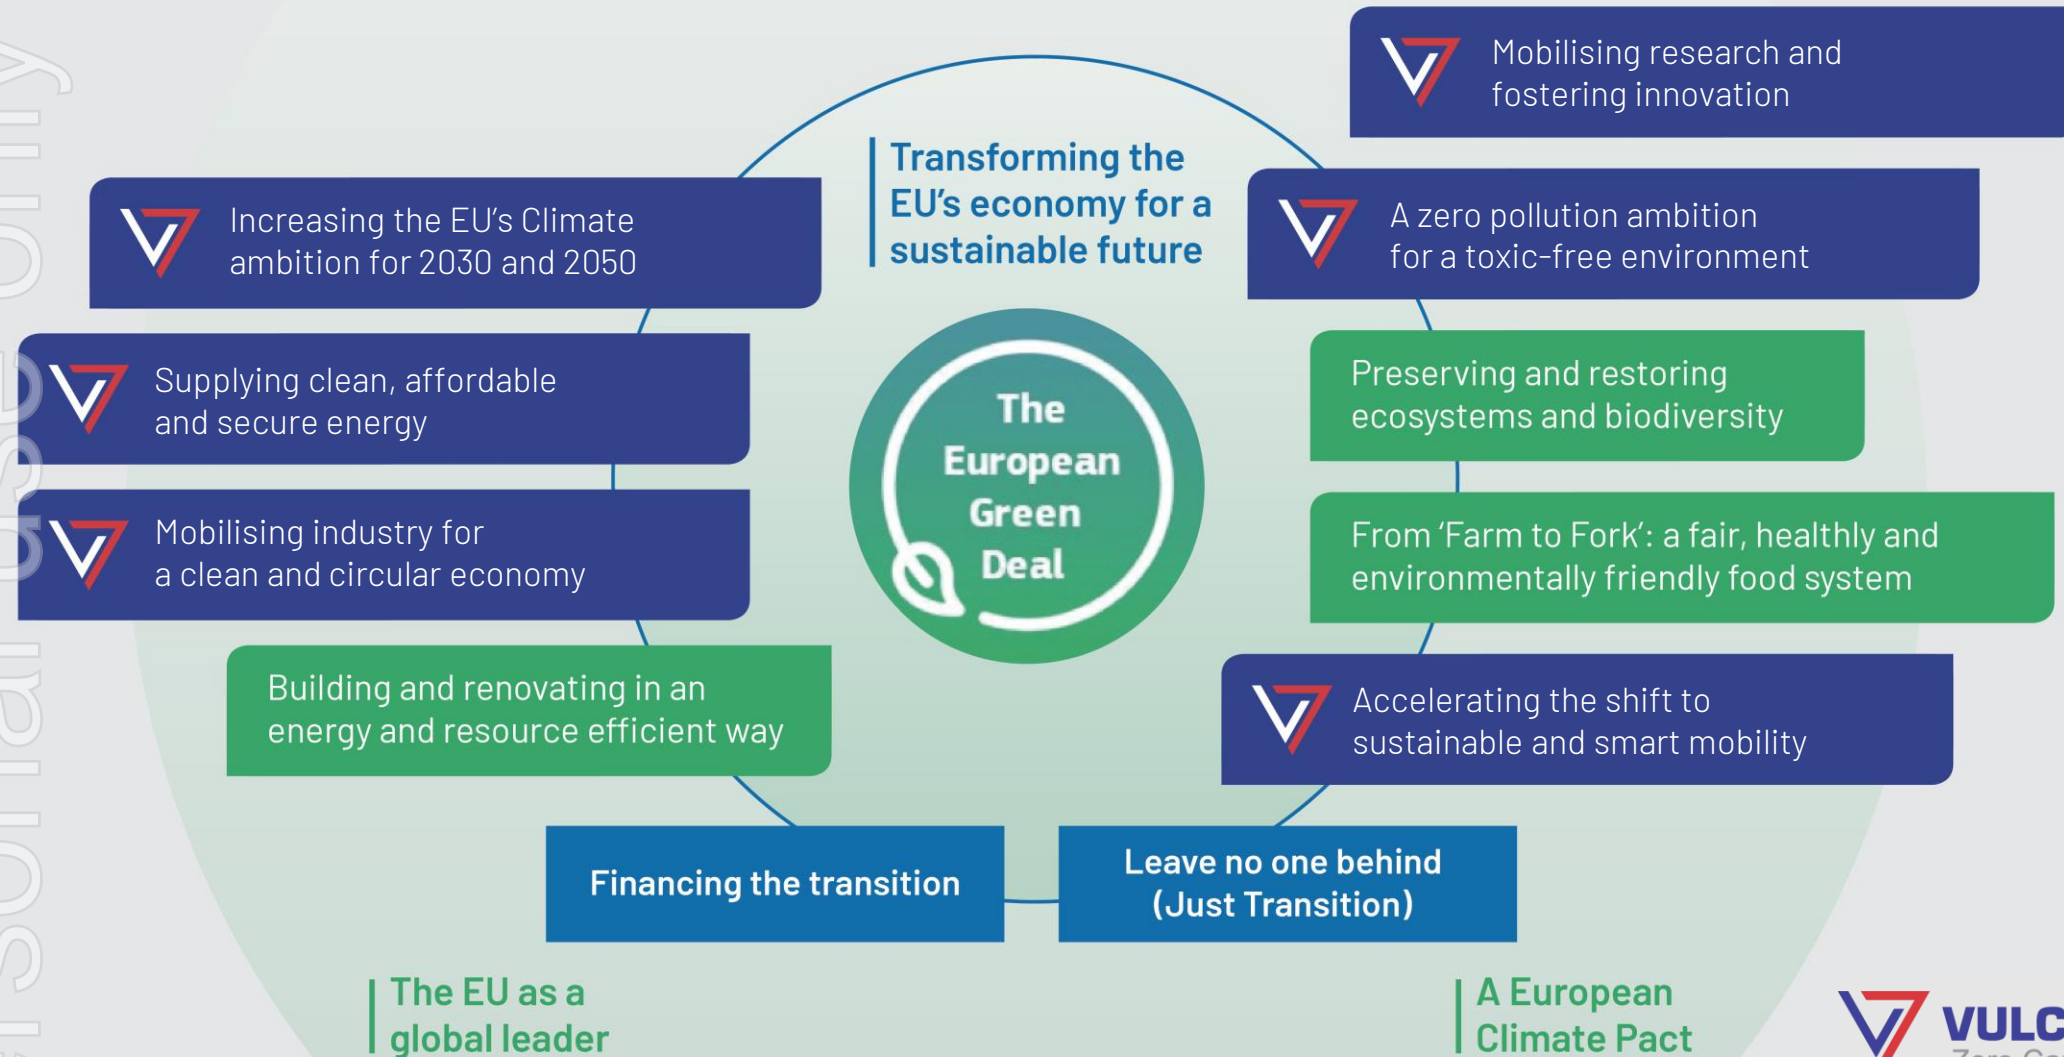 Mobilising research and
fostering innovation
Transforming the
EU's economy for a
sustainable future
Increasing the EU's Climate
ambition for 2030 and 2050
A zero pollution ambition
for a toxic-free environment
Supplying clean, affordable
and secure energy
The
European
Green
Deal
Preserving and restoring
ecosystems and biodiversity
Mobilising industry for
a clean and circular economy
From ‘Farm to Fork’: a fair, healthly and
environmentally friendly food system
Building and renovating in an
energy and resource efficient way
Accelerating the shift to
sustainable and smart mobility
Financing the transition
Leave no one behind
(Just Transition)
The EU as a
global leader
A European
Climate Pact
VULC
only